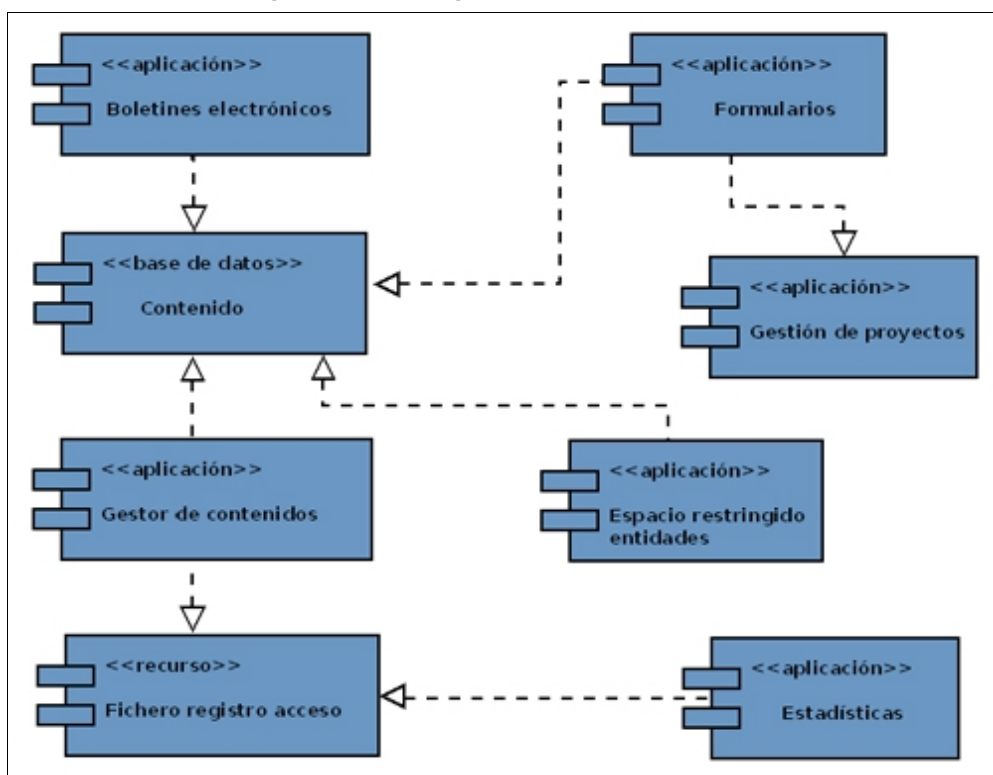 <<aplicación>>
Boletines electrónicos
<<aplicación>>
Formularios
<<base de datos>>
Contenido
<<aplicación>>
Gestión de proyectos
<<aplicación>>
Gestor de contenidos
<<aplicación>>
Espacio restringido
entidades
<<recurso>>
Fichero registro acceso
<<aplicación>>
Estadísticas